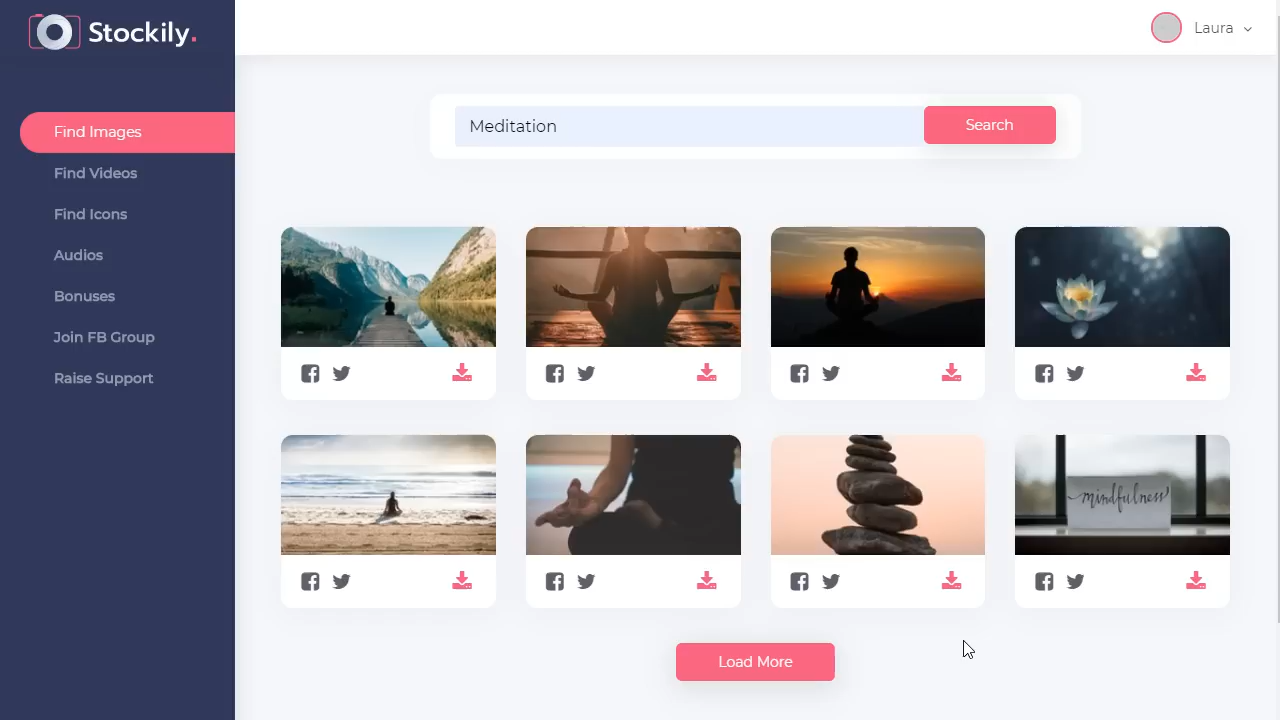 Stockily.
Laura
Find Images
Find Videos
Find Icons
Audios
Bonuses
Join FB Group
Raise Support
Meditation
Search
mindfulness
Load More